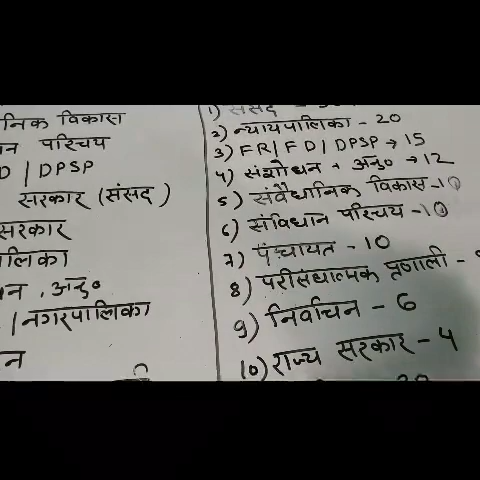 निक विकास
न परिचय
D / DPSP
सरकार (संसद)
सरकार
ालिका
न , अनु०
/ नगरपालिका
न
1) संसद -
2) न्यायपालिका - 20
3) FR / FD / DPSP → 15
4) संशोधन + अनु० → 12
5) संवैधानिक विकास - 10
6) संविधान परिचय - 10
7) पंचायत - 10
8) परीसंघात्मक प्रणाली -
9) निर्वाचन - 6
10) राज्य सरकार - 4